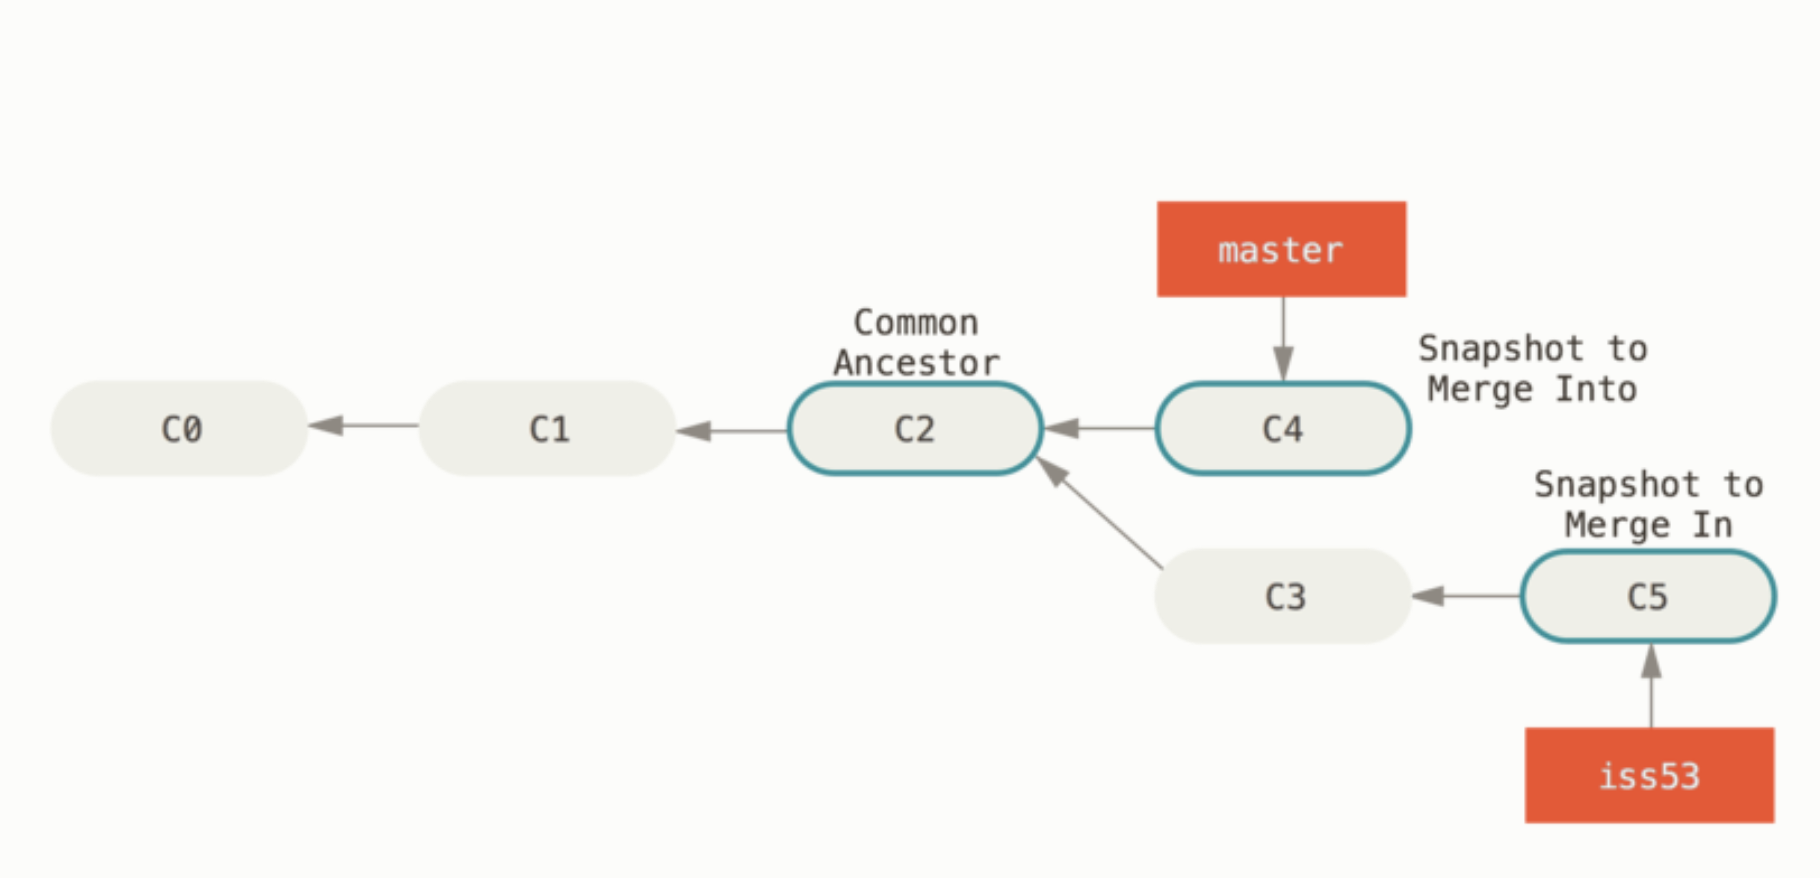 master
Common
Ancestor
Snapshot to
Merge Into
C0
C1
C2
C4
Snapshot to
Merge In
C3
C5
iss53